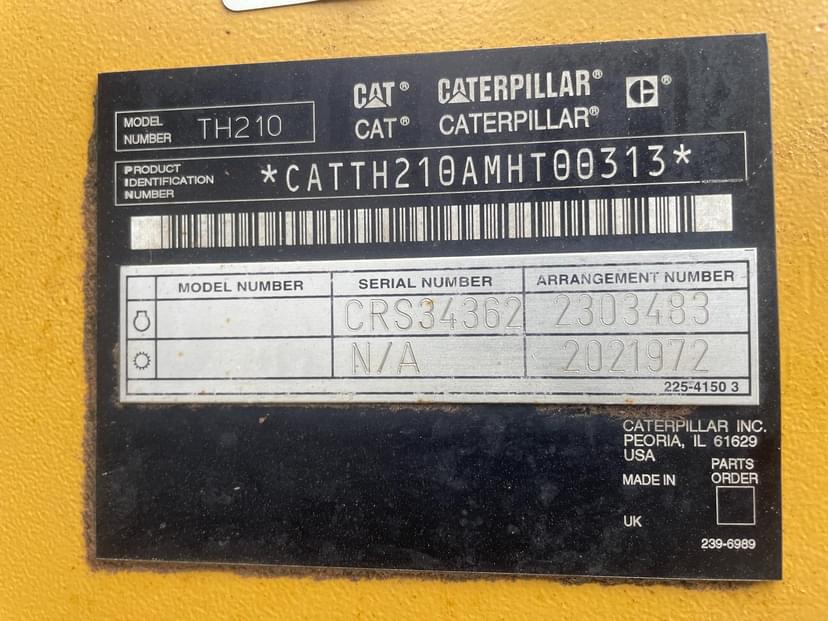 CAT® CATERPILLAR® ®
MODEL NUMBER TH210 CAT® CATERPILLAR®
PRODUCT IDENTIFICATION NUMBER *CATTH210AMHT00313*
MODEL NUMBER SERIAL NUMBER ARRANGEMENT NUMBER
CRS34362 2303483
N/A 2021972
225-4150 3
CATERPILLAR INC.
PEORIA, IL 61629
USA
PARTS
MADE IN ORDER
UK
239-6989